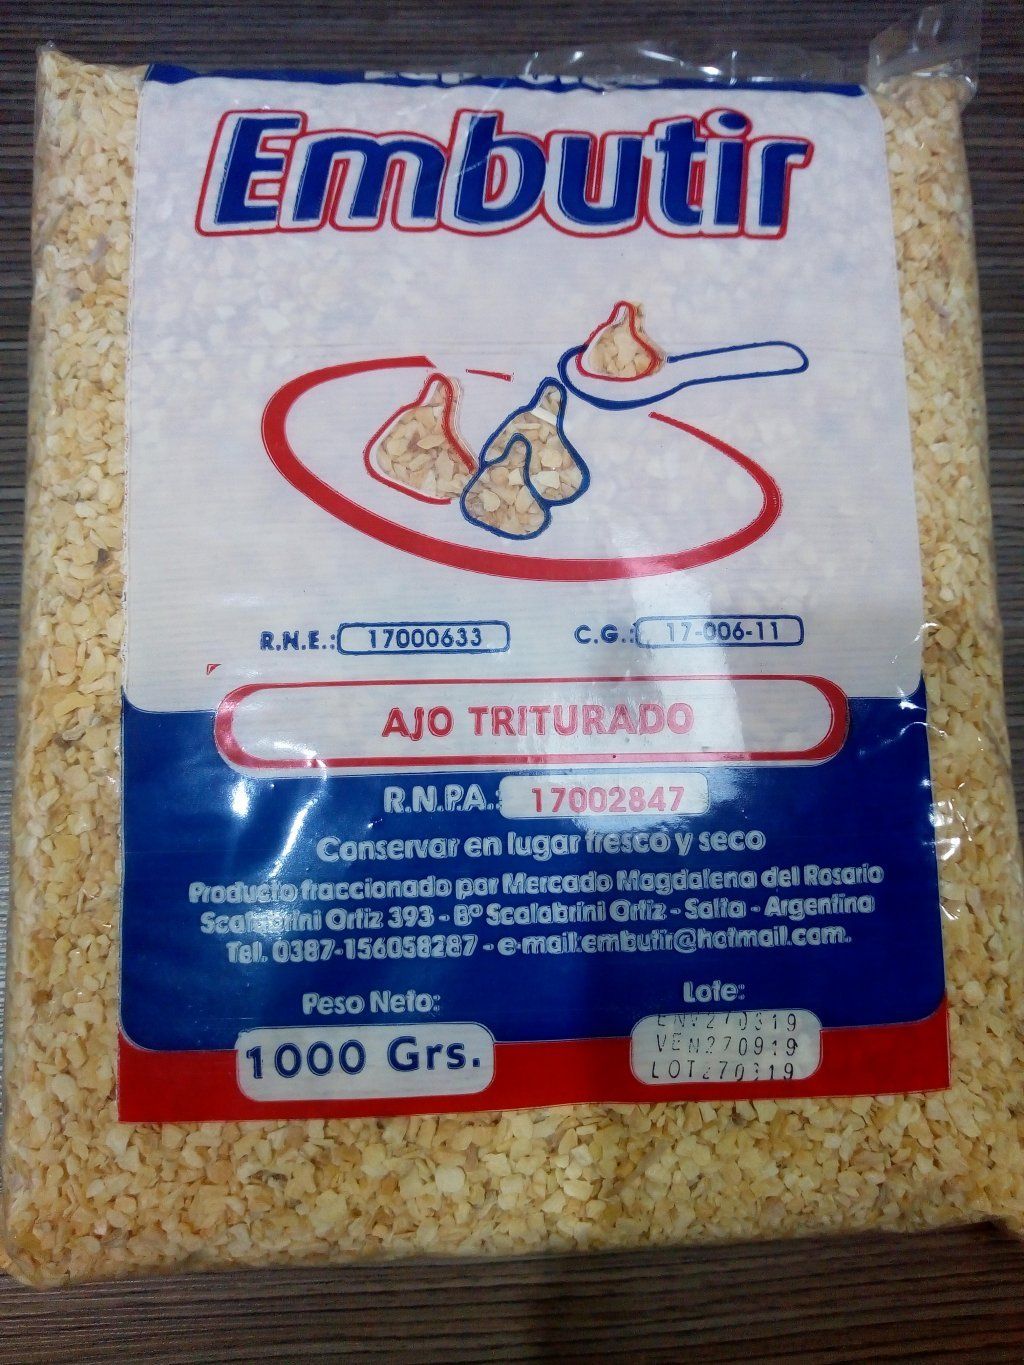 Embutir
R.N.E.: 17000633 C.G.: 17-006-11
AJO TRITURADO
R.N.P.A.: 17002847
Conservar en lugar fresco y seco
Producto fraccionado por Mercado Magdalena del Rosario
Scalabrini Ortiz 393 - Bº Scalabrini Ortiz - Salta - Argentina
Tel. 0387-156058287 - e-mail:embutir@hotmail.com.
Peso Neto: Lote:
1000 Grs.
ENV270319
VEN270919
LOT270319